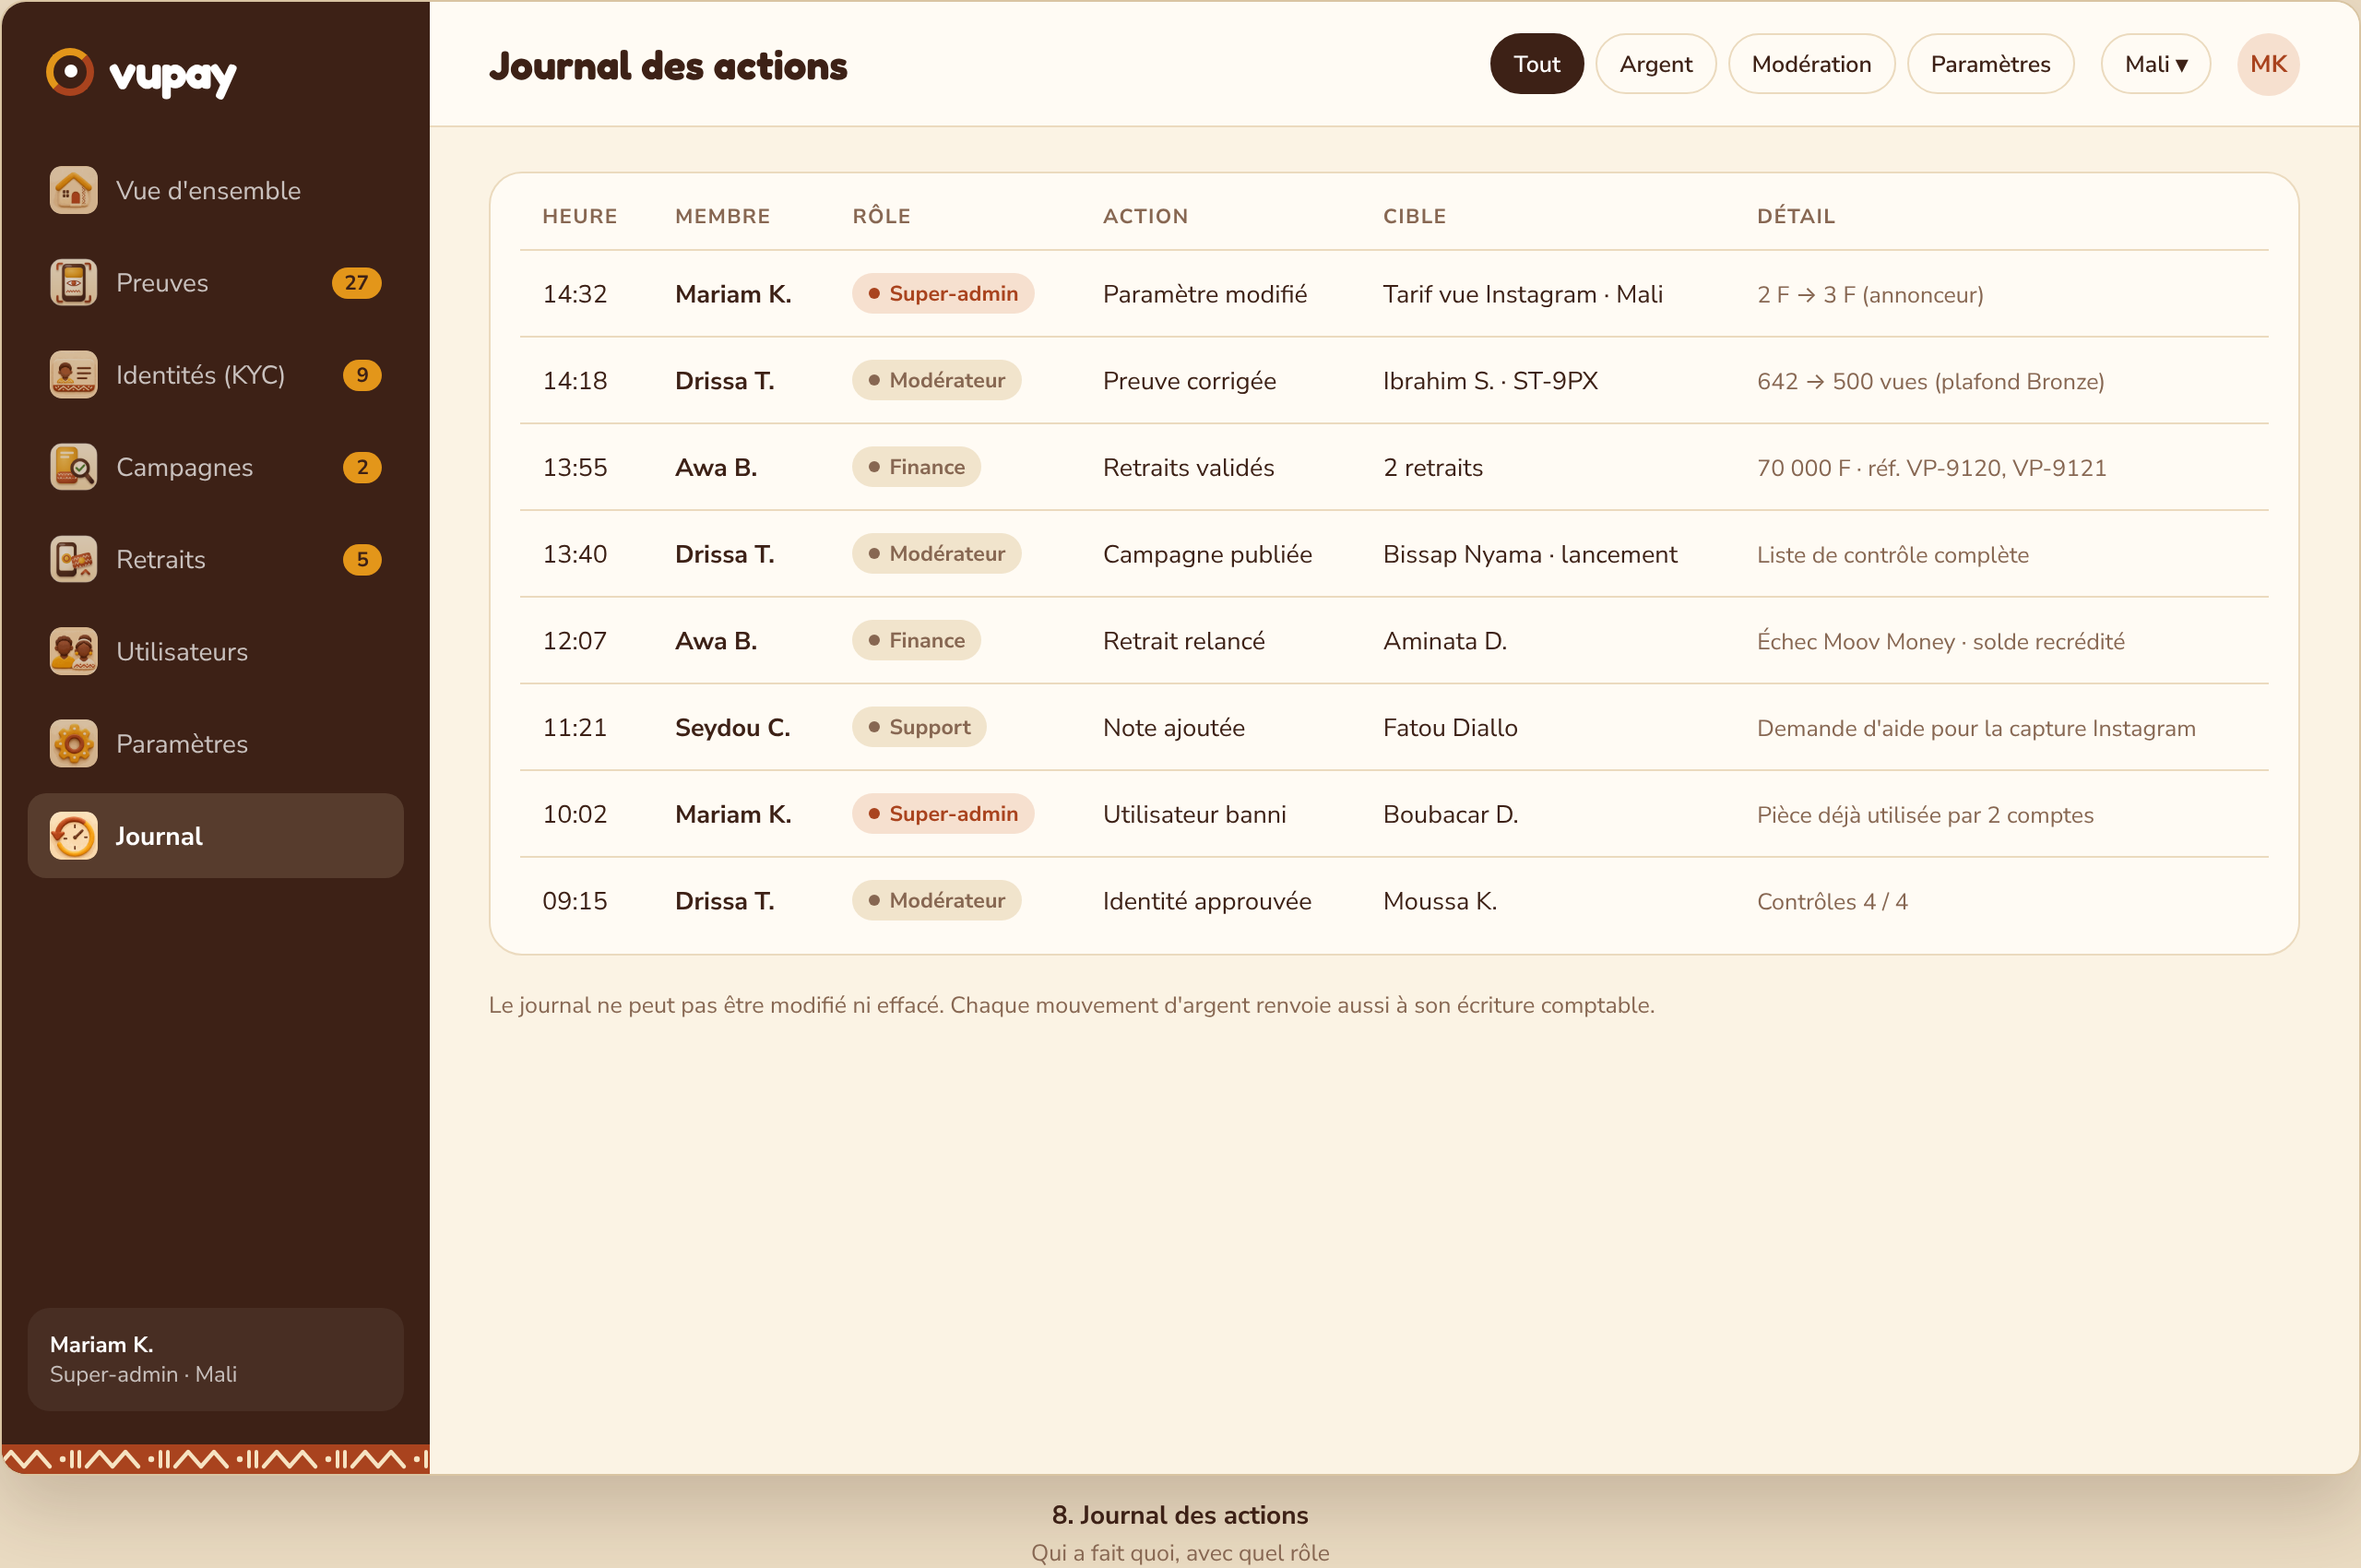 vupay
Vue d'ensemble
Preuves 27
Identités (KYC) 9
Campagnes 2
Retraits 5
Utilisateurs
Paramètres
Journal
Mariam K.
Super-admin · Mali
Journal des actions
Tout Argent Modération Paramètres Mali ▾ MK
HEURE MEMBRE RÔLE ACTION CIBLE DÉTAIL
14:32 Mariam K. Super-admin Paramètre modifié Tarif vue Instagram · Mali 2 F → 3 F (annonceur)
14:18 Drissa T. Modérateur Preuve corrigée Ibrahim S. · ST-9PX 642 → 500 vues (plafond Bronze)
13:55 Awa B. Finance Retraits validés 2 retraits 70 000 F · réf. VP-9120, VP-9121
13:40 Drissa T. Modérateur Campagne publiée Bissap Nyama · lancement Liste de contrôle complète
12:07 Awa B. Finance Retrait relancé Aminata D. Échec Moov Money · solde recrédité
11:21 Seydou C. Support Note ajoutée Fatou Diallo Demande d'aide pour la capture Instagram
10:02 Mariam K. Super-admin Utilisateur banni Boubacar D. Pièce déjà utilisée par 2 comptes
09:15 Drissa T. Modérateur Identité approuvée Moussa K. Contrôles 4 / 4
Le journal ne peut pas être modifié ni effacé. Chaque mouvement d'argent renvoie aussi à son écriture comptable.
8. Journal des actions
Qui a fait quoi, avec quel rôle